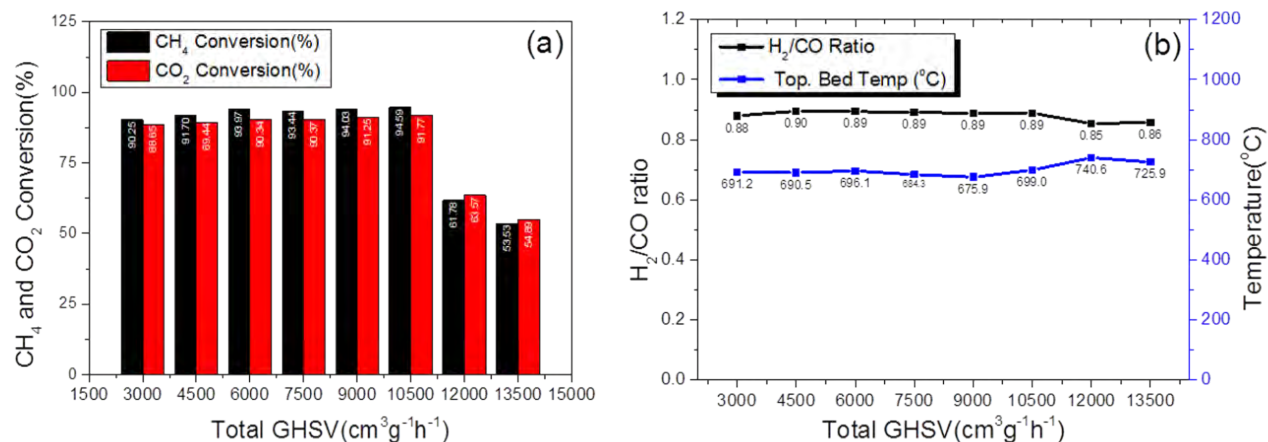 CH4 Conversion(%)
CO2 Conversion(%)
(a)
CH4 and CO2 Conversion(%)
125
100
75
50
25
0
90.25
88.65
91.70
89.44
93.97
90.34
93.44
90.37
94.03
91.25
94.59
91.77
61.78
63.57
53.53
54.89
1500 3000 4500 6000 7500 9000 10500 12000 13500 15000
Total GHSV(cm3g-1h-1)
H2/CO Ratio
Top. Bed Temp (oC)
(b)
H2/CO ratio
1.2
1.0
0.8
0.6
0.4
0.2
0.0
0.88 0.90 0.89 0.89 0.89 0.89 0.85 0.86
691.2 690.5 696.1 6843 675.9 699.0 740.6 725.9
1200
1000
800
600
400
200
0
Temperature(oC)
3000 4500 6000 7500 9000 10500 12000 13500
Total GHSV(cm3g-1h-1)